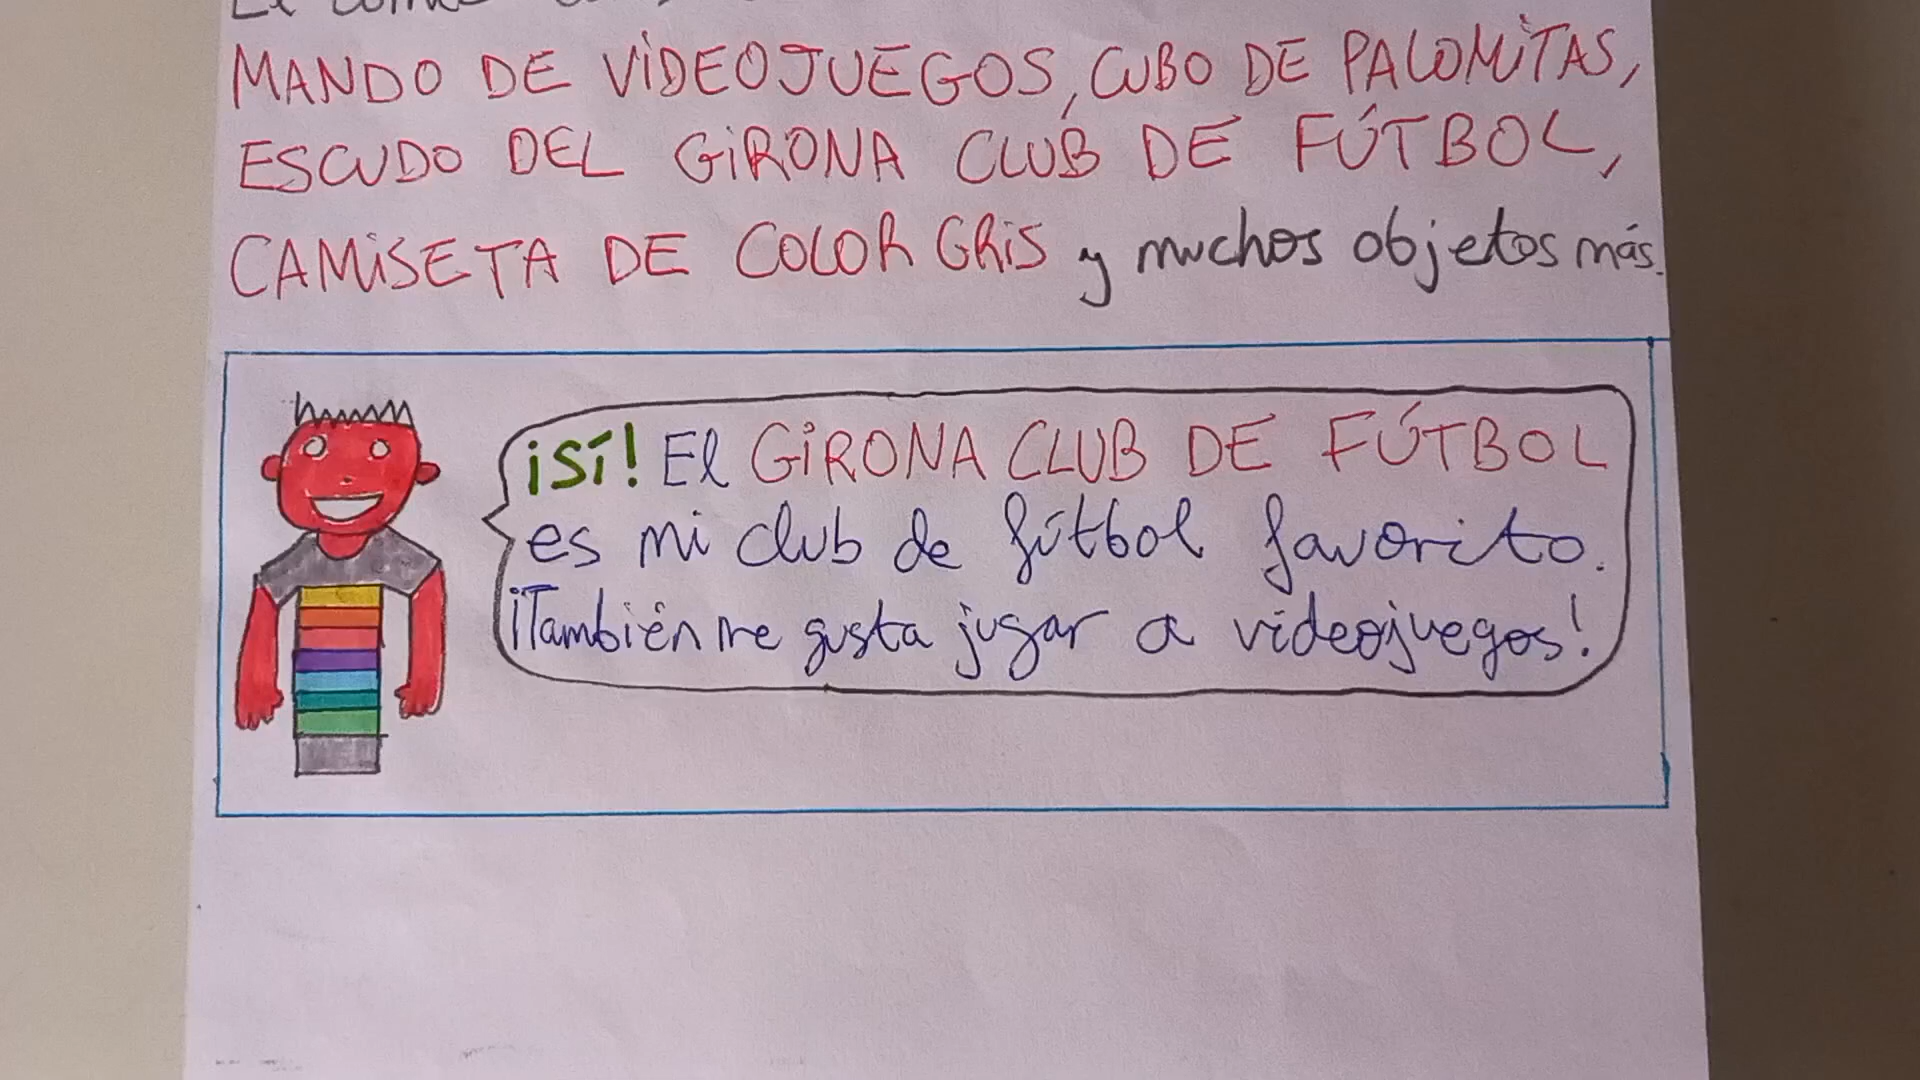 MANDO DE VIDEOJUEGOS, CUBO DE PALOMITAS,
ESCUDO DEL GIRONA CLUB DE FÚTBOL,
CAMISETA DE COLOR GRIS y muchos objetos más.
¡SÍ! El GIRONA CLUB DE FÚTBOL
es mi club de fútbol favorito.
¡También me gusta jugar a videojuegos!